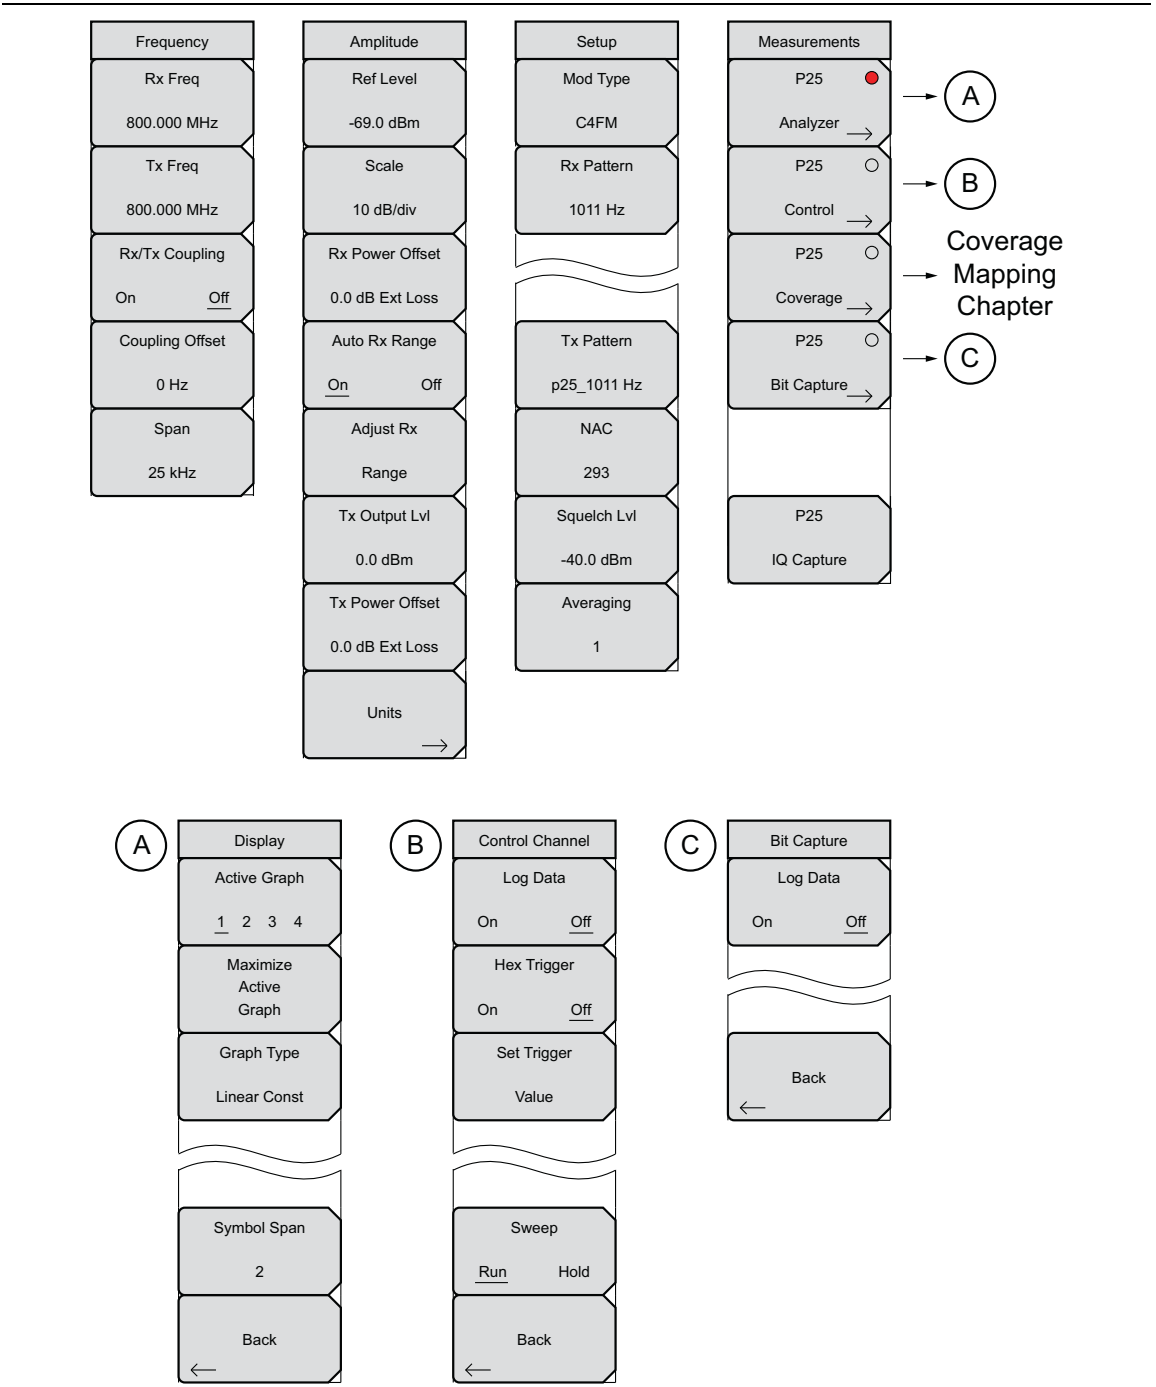 Frequency
Rx Freq
800.000 MHz
Tx Freq
800.000 MHz
Rx/Tx Coupling
On Off
Coupling Offset
0 Hz
Span
25 kHz
Amplitude
Ref Level
-69.0 dBm
Scale
10 dB/div
Rx Power Offset
0.0 dB Ext Loss
Auto Rx Range
On Off
Adjust Rx
Range
Tx Output Lvl
0.0 dBm
Tx Power Offset
0.0 dB Ext Loss
Units
Setup
Mod Type
C4FM
Rx Pattern
1011 Hz
Tx Pattern
p25_1011 Hz
NAC
293
Squelch Lvl
-40.0 dBm
Averaging
1
Measurements
P25
Analyzer
A
P25
Control
B
P25
Coverage
Coverage
Mapping
Chapter
P25
Bit Capture
C
P25
IQ Capture
A
Display
Active Graph
1 2 3 4
Maximize
Active
Graph
Graph Type
Linear Const
Symbol Span
2
Back
B
Control Channel
Log Data
On Off
Hex Trigger
On Off
Set Trigger
Value
Sweep
Run Hold
Back
C
Bit Capture
Log Data
On Off
Back